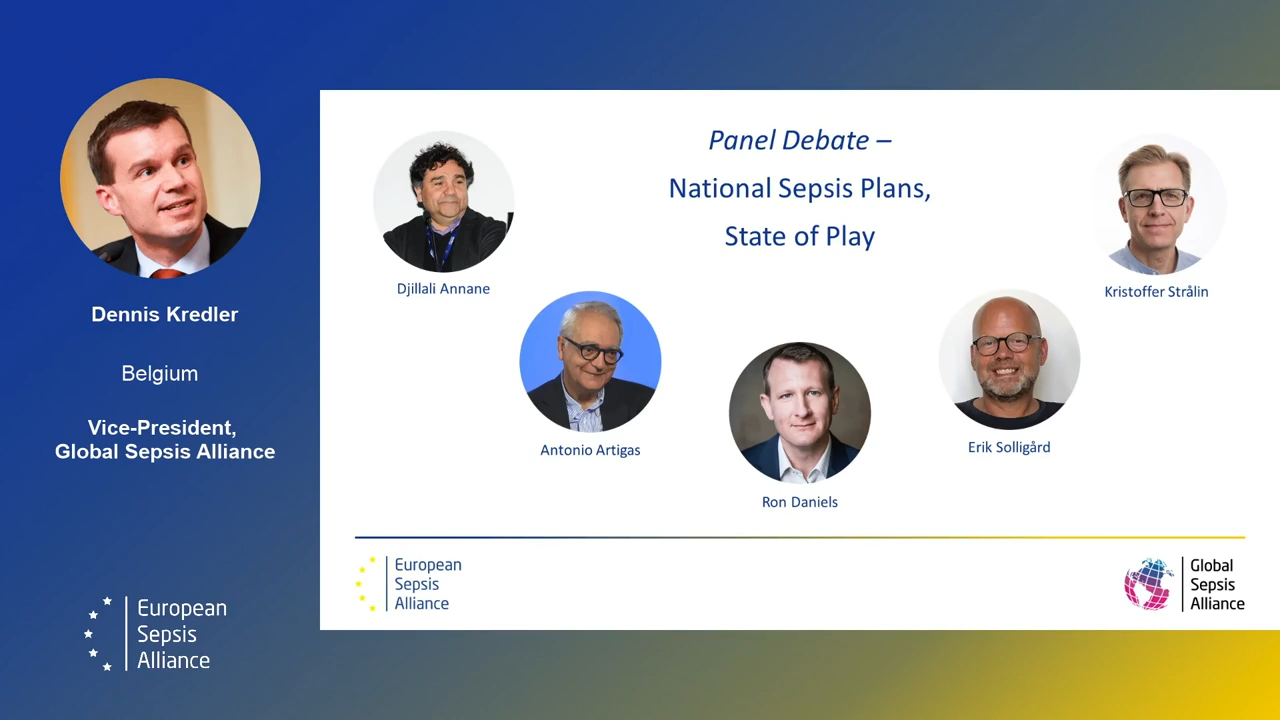 Dennis Kredler
Belgium
Vice-President,
Global Sepsis Alliance
European
Sepsis
Alliance
Panel Debate –
National Sepsis Plans,
State of Play
Djillali Annane
Antonio Artigas
Ron Daniels
Erik Solligård
Kristoffer Strålin
European
Sepsis
Alliance
Global
Sepsis
Alliance